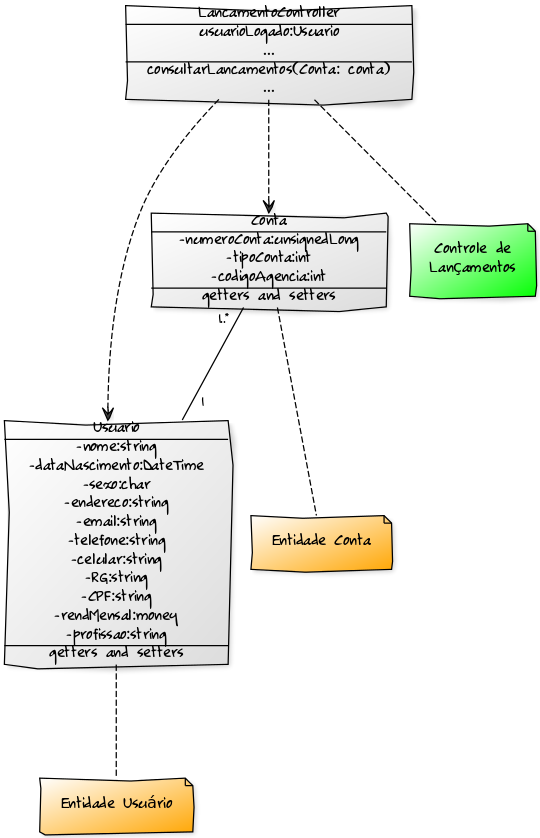 LancamentoController
usuarioLogado:Usuario
...
consultarLancamentos(Conta: conta)
...
Conta
-numeroConta:unsignedLong
-tipoConta:int
-codigoAgencia:int
getters and setters
Controle de
Lançamentos
1..*
1
Usuario
-nome:string
-dataNascimento:DateTime
-sexo:char
-endereco:string
-email:string
-telefone:string
-celular:string
-RG:string
-CPF:string
-rendMensal:money
-profissao:string
getters and setters
Entidade Conta
Entidade Usuário